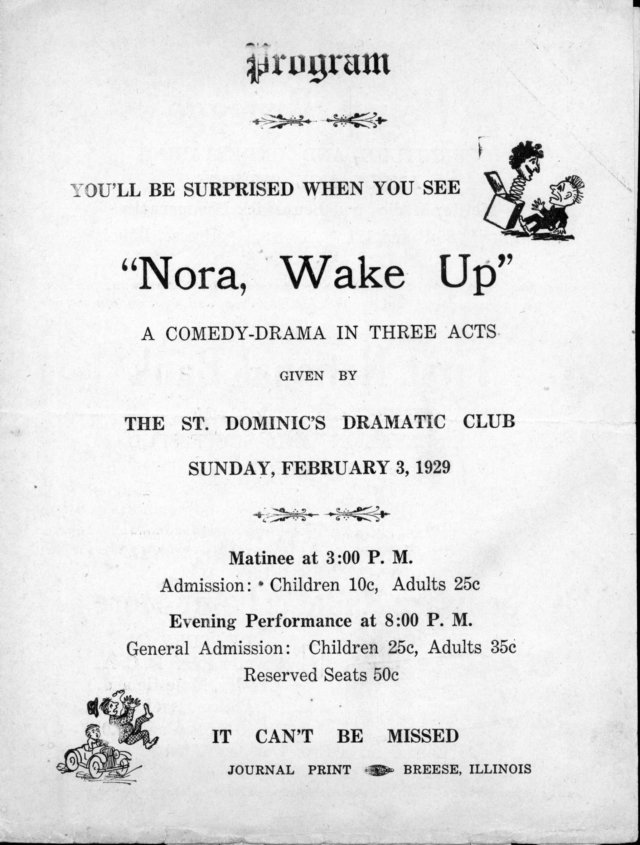 Program
YOU'LL BE SURPRISED WHEN YOU SEE
"Nora, Wake Up"
A COMEDY-DRAMA IN THREE ACTS
GIVEN BY
THE ST. DOMINIC'S DRAMATIC CLUB
SUNDAY, FEBRUARY 3, 1929
Matinee at 3:00 P. M.
Admission: Children 10c, Adults 25c
Evening Performance at 8:00 P. M.
General Admission: Children 25c, Adults 35c
Reserved Seats 50c
IT CAN'T BE MISSED
JOURNAL PRINT BREESE, ILLINOIS